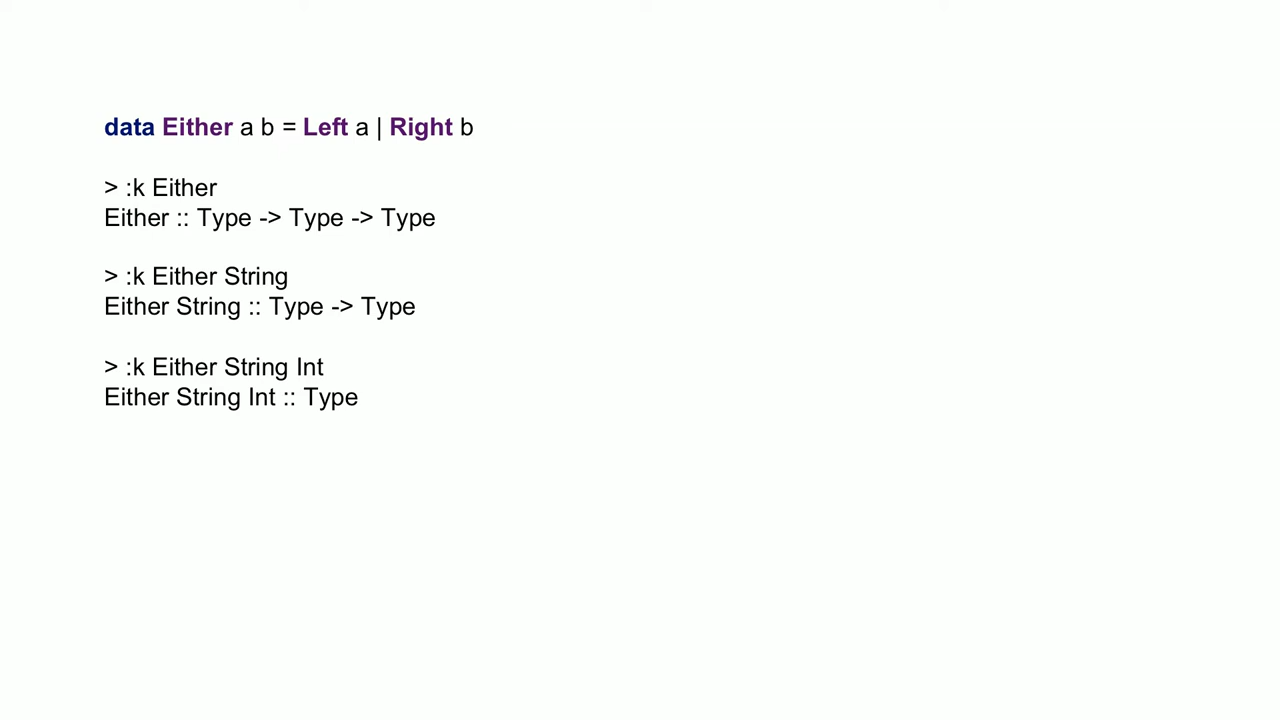 data Either a b = Left a | Right b
> :k Either
Either :: Type -> Type -> Type
> :k Either String
Either String :: Type -> Type
> :k Either String Int
Either String Int :: Type